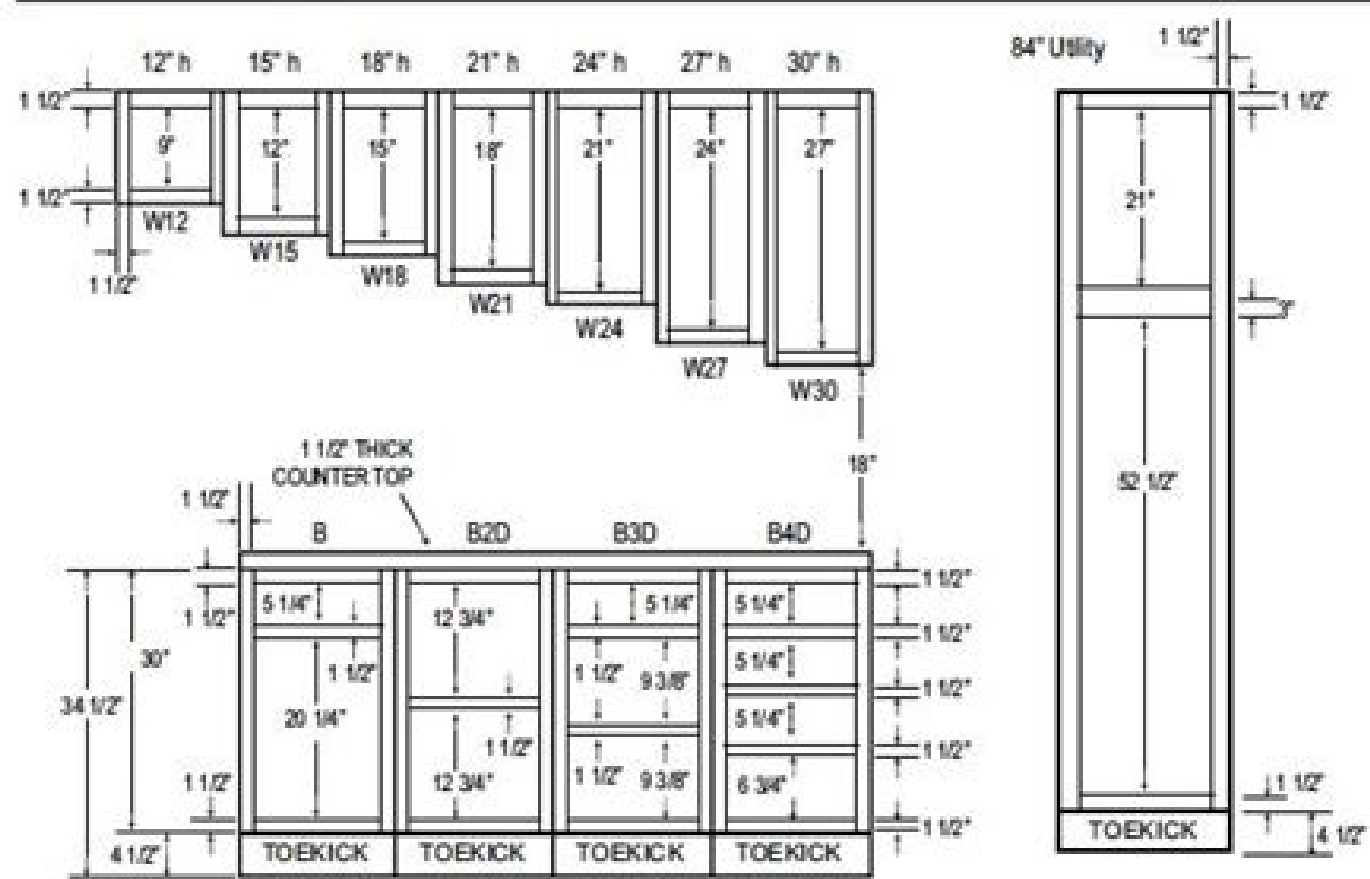 12" h 15" h 18" h 21" h 24" h 27" h 30" h
84" Utility
1 1/2"
1 1/2"
1 1/2"
9" 12" 15" 18" 21" 24" 27"
21"
1 1/2"
W12
W15
W18
W21
W24
W27
W30
1 1/2"
3"
1 1/2" THICK
COUNTER TOP
18"
52 1/2"
1 1/2"
B B2D B3D B4D
1 1/2"
5 1/4" 12 3/4" 5 1/4" 5 1/4"
1 1/2"
1 1/2"
30"
1 1/2" 1 1/2" 9 3/8" 5 1/4"
1 1/2"
34 1/2"
20 1/4" 1 1/2" 5 1/4"
1 1/2"
1 1/2" 12 3/4" 1 1/2" 9 3/8" 6 3/4"
1 1/2"
1 1/2"
4 1/2"
TOEKICK TOEKICK TOEKICK TOEKICK
TOEKICK
4 1/2"